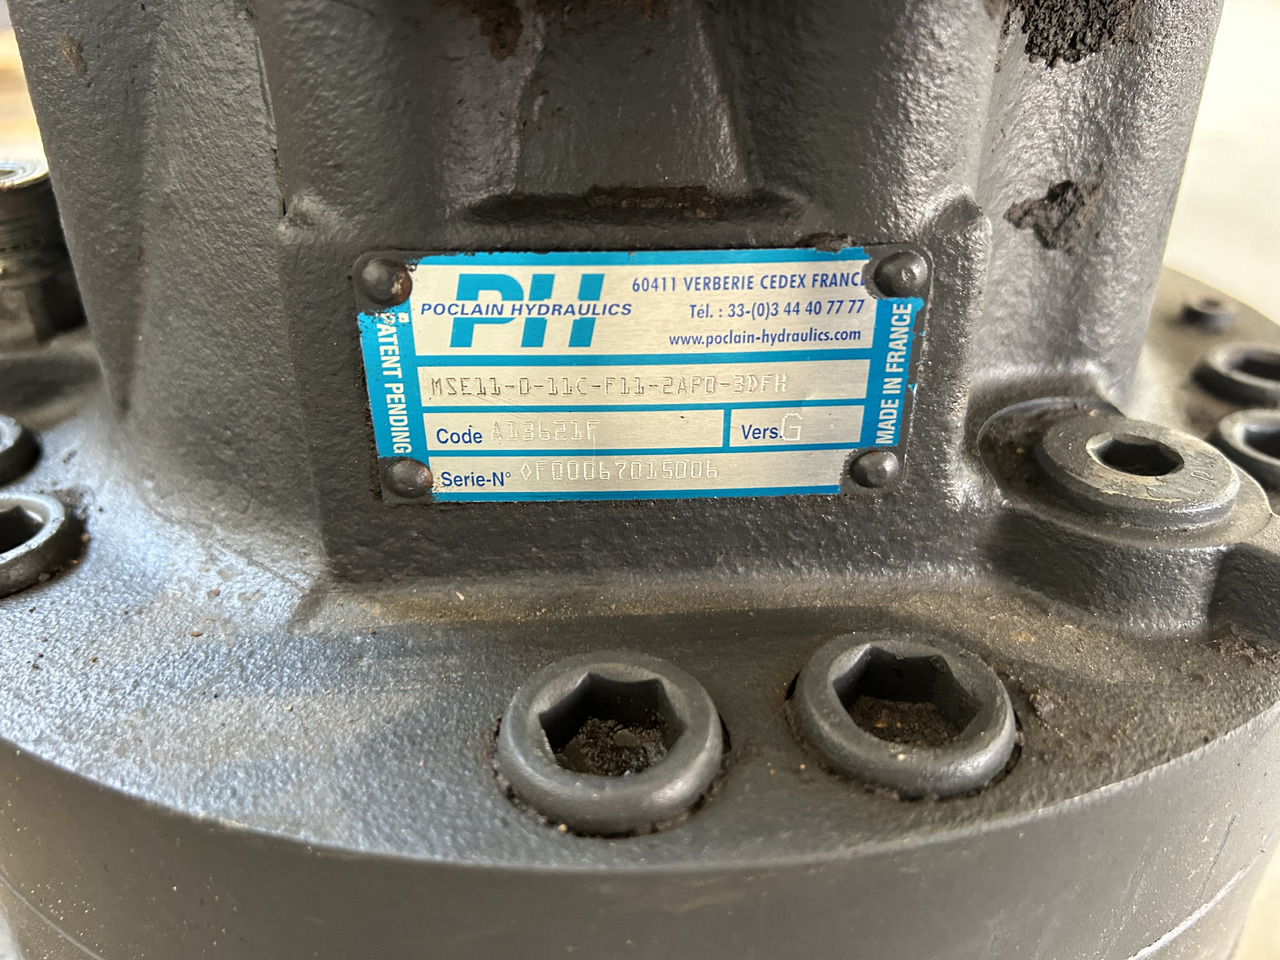 PH
POCLAIN HYDRAULICS
60411 VERBERIE CEDEX FRANCE
Tél. : 33-(0)3 44 40 77 77
www.poclain-hydraulics.com
PATENT PENDING
MADE IN FRANCE
MSE11-0-11C-F11-2AP0-3DFH
Code A13621F
Vers. G
Serie-N° 0F00067015006